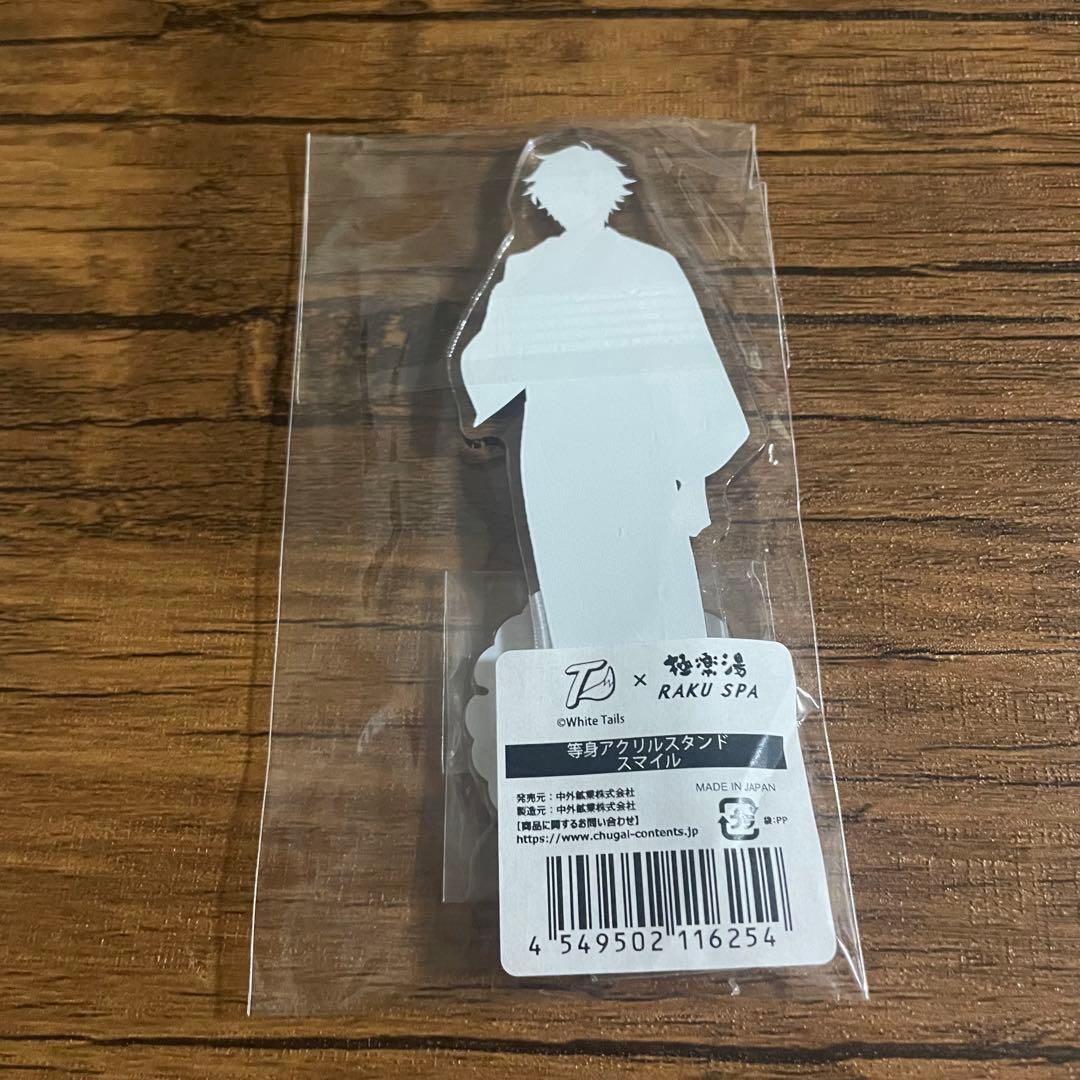 TW × 極楽湯
RAKU SPA
©White Tails
等身アクリルスタンド
スマイル
MADE IN JAPAN
発売元：中外鉱業株式会社
製造元：中外鉱業株式会社
【商品に関するお問い合わせ】
https://www.chugai-contents.jp
プラ
袋:PP
4 549502 116254